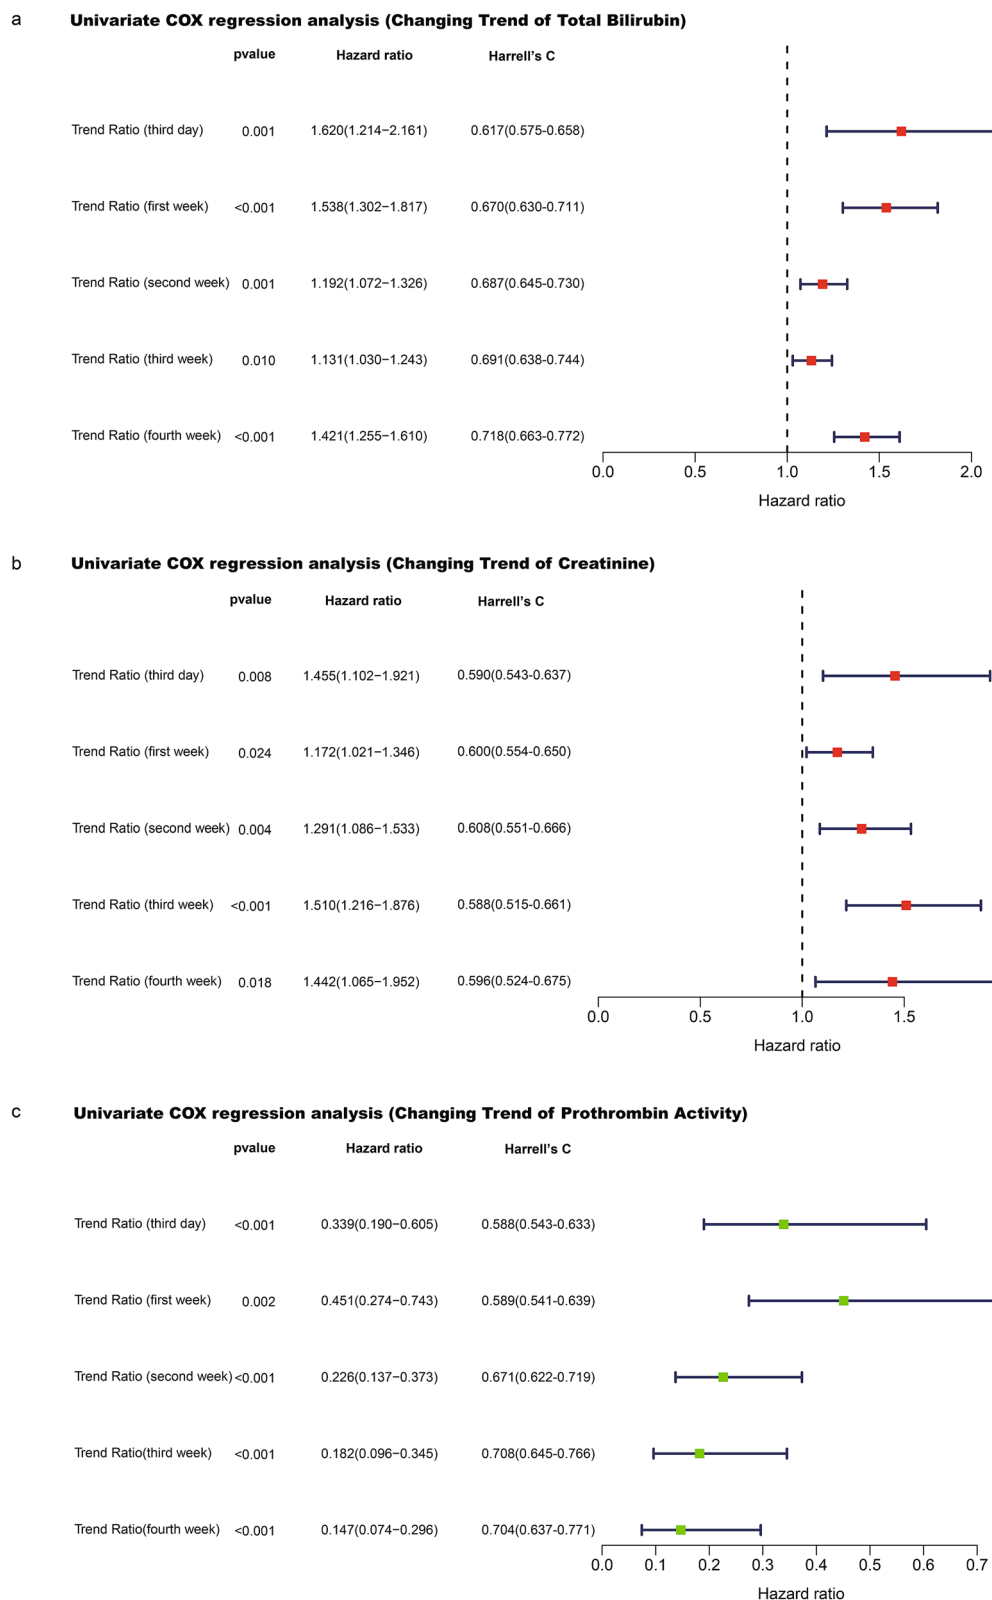 a Univariate COX regression analysis (Changing Trend of Total Bilirubin)
pvalue Hazard ratio Harrell's C
Trend Ratio (third day) 0.001 1.620(1.214−2.161) 0.617(0.575-0.658)
Trend Ratio (first week) <0.001 1.538(1.302−1.817) 0.670(0.630-0.711)
Trend Ratio (second week) 0.001 1.192(1.072−1.326) 0.687(0.645-0.730)
Trend Ratio (third week) 0.010 1.131(1.030−1.243) 0.691(0.638-0.744)
Trend Ratio (fourth week) <0.001 1.421(1.255−1.610) 0.718(0.663-0.772)
0.0 0.5 1.0 1.5 2.0
Hazard ratio
b Univariate COX regression analysis (Changing Trend of Creatinine)
pvalue Hazard ratio Harrell's C
Trend Ratio (third day) 0.008 1.455(1.102−1.921) 0.590(0.543-0.637)
Trend Ratio (first week) 0.024 1.172(1.021−1.346) 0.600(0.554-0.650)
Trend Ratio (second week) 0.004 1.291(1.086−1.533) 0.608(0.551-0.666)
Trend Ratio (third week) <0.001 1.510(1.216−1.876) 0.588(0.515-0.661)
Trend Ratio (fourth week) 0.018 1.442(1.065−1.952) 0.596(0.524-0.675)
0.0 0.5 1.0 1.5
Hazard ratio
c Univariate COX regression analysis (Changing Trend of Prothrombin Activity)
pvalue Hazard ratio Harrell's C
Trend Ratio (third day) <0.001 0.339(0.190−0.605) 0.588(0.543-0.633)
Trend Ratio (first week) 0.002 0.451(0.274−0.743) 0.589(0.541-0.639)
Trend Ratio (second week) <0.001 0.226(0.137−0.373) 0.671(0.622-0.719)
Trend Ratio(third week) <0.001 0.182(0.096−0.345) 0.708(0.645-0.766)
Trend Ratio(fourth week) <0.001 0.147(0.074−0.296) 0.704(0.637-0.771)
0.0 0.1 0.2 0.3 0.4 0.5 0.6 0.7
Hazard ratio